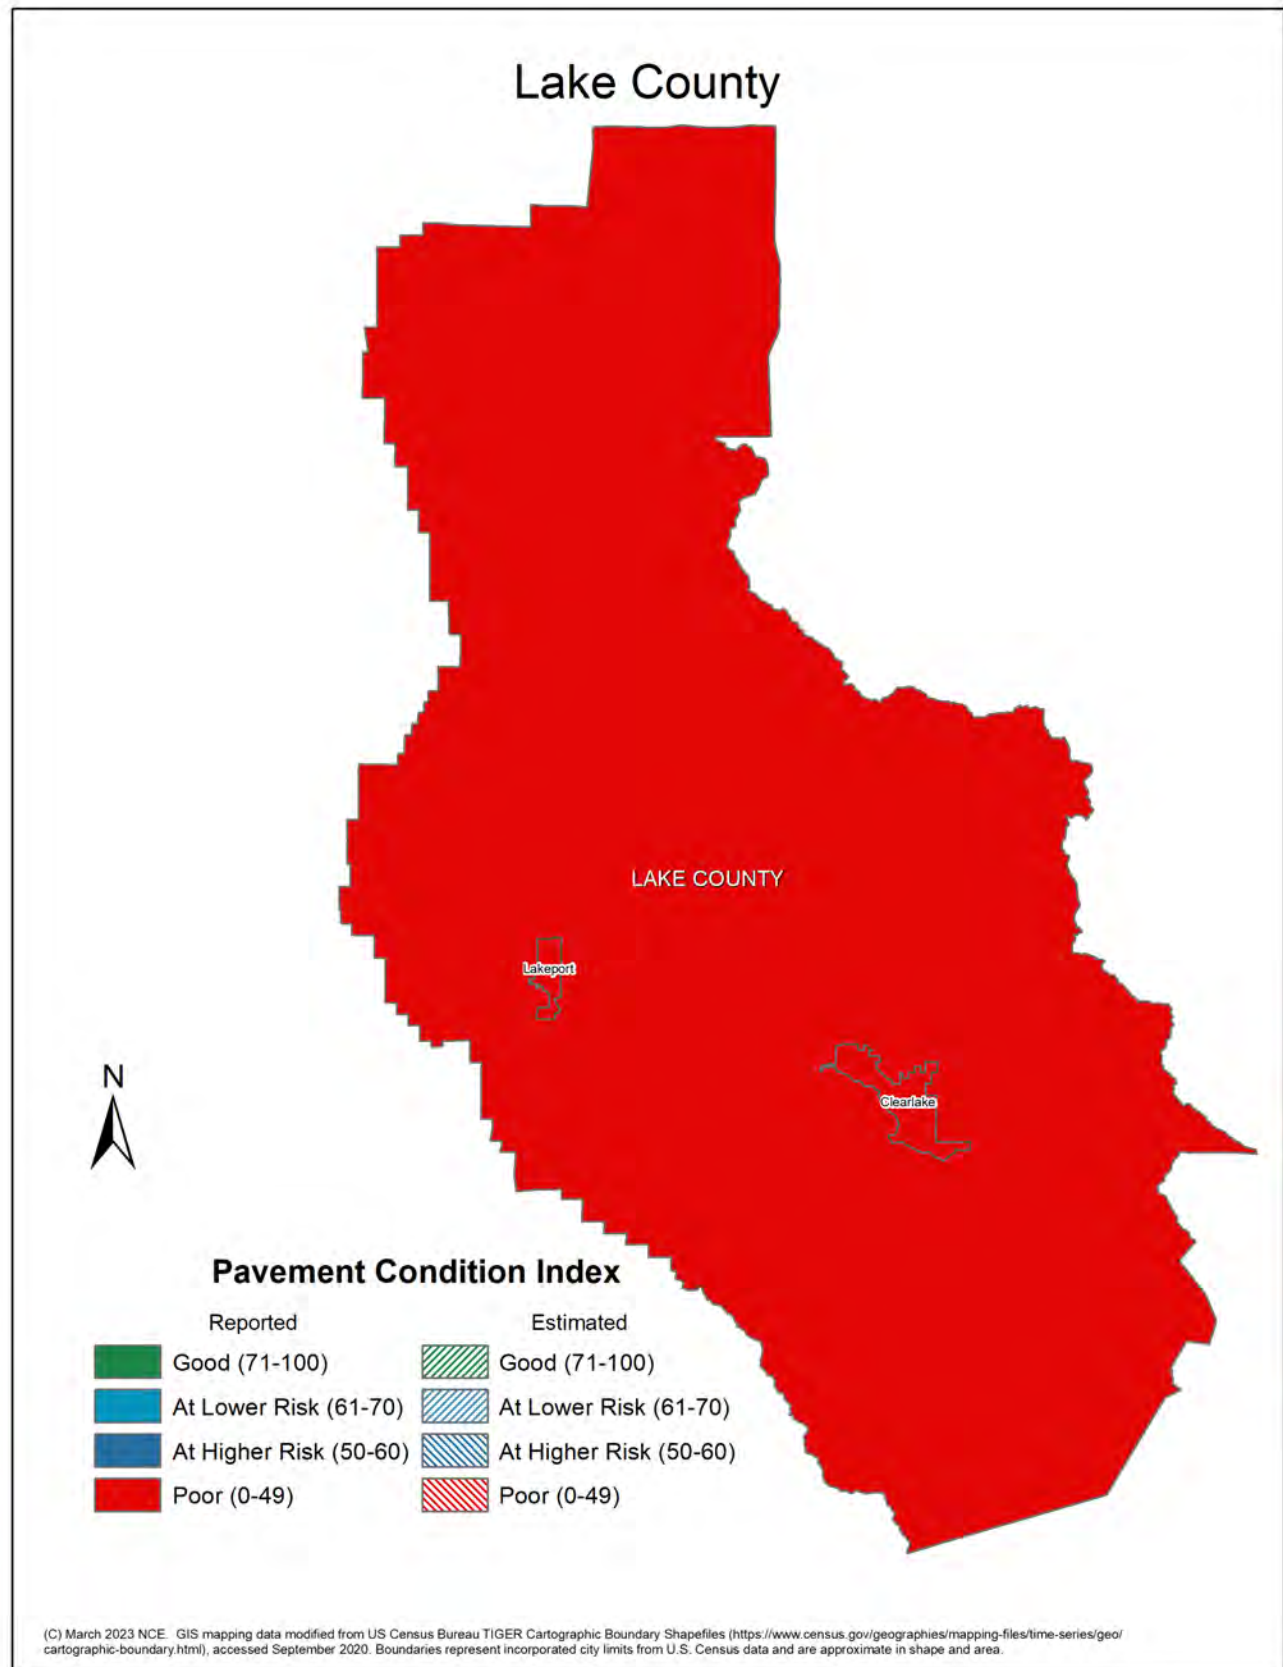 Lake County
LAKE COUNTY
Lakeport
Clearlake
N
Pavement Condition Index
Reported
Estimated
Good (71-100)
Good (71-100)
At Lower Risk (61-70)
At Lower Risk (61-70)
At Higher Risk (50-60)
At Higher Risk (50-60)
Poor (0-49)
Poor (0-49)
(C) March 2023 NCE. GIS mapping data modified from US Census Bureau TIGER Cartographic Boundary Shapefiles (https://www.census.gov/geographies/mapping-files/time-series/geo/
cartographic-boundary.html), accessed September 2020. Boundaries represent incorporated city limits from U.S. Census data and are approximate in shape and area.